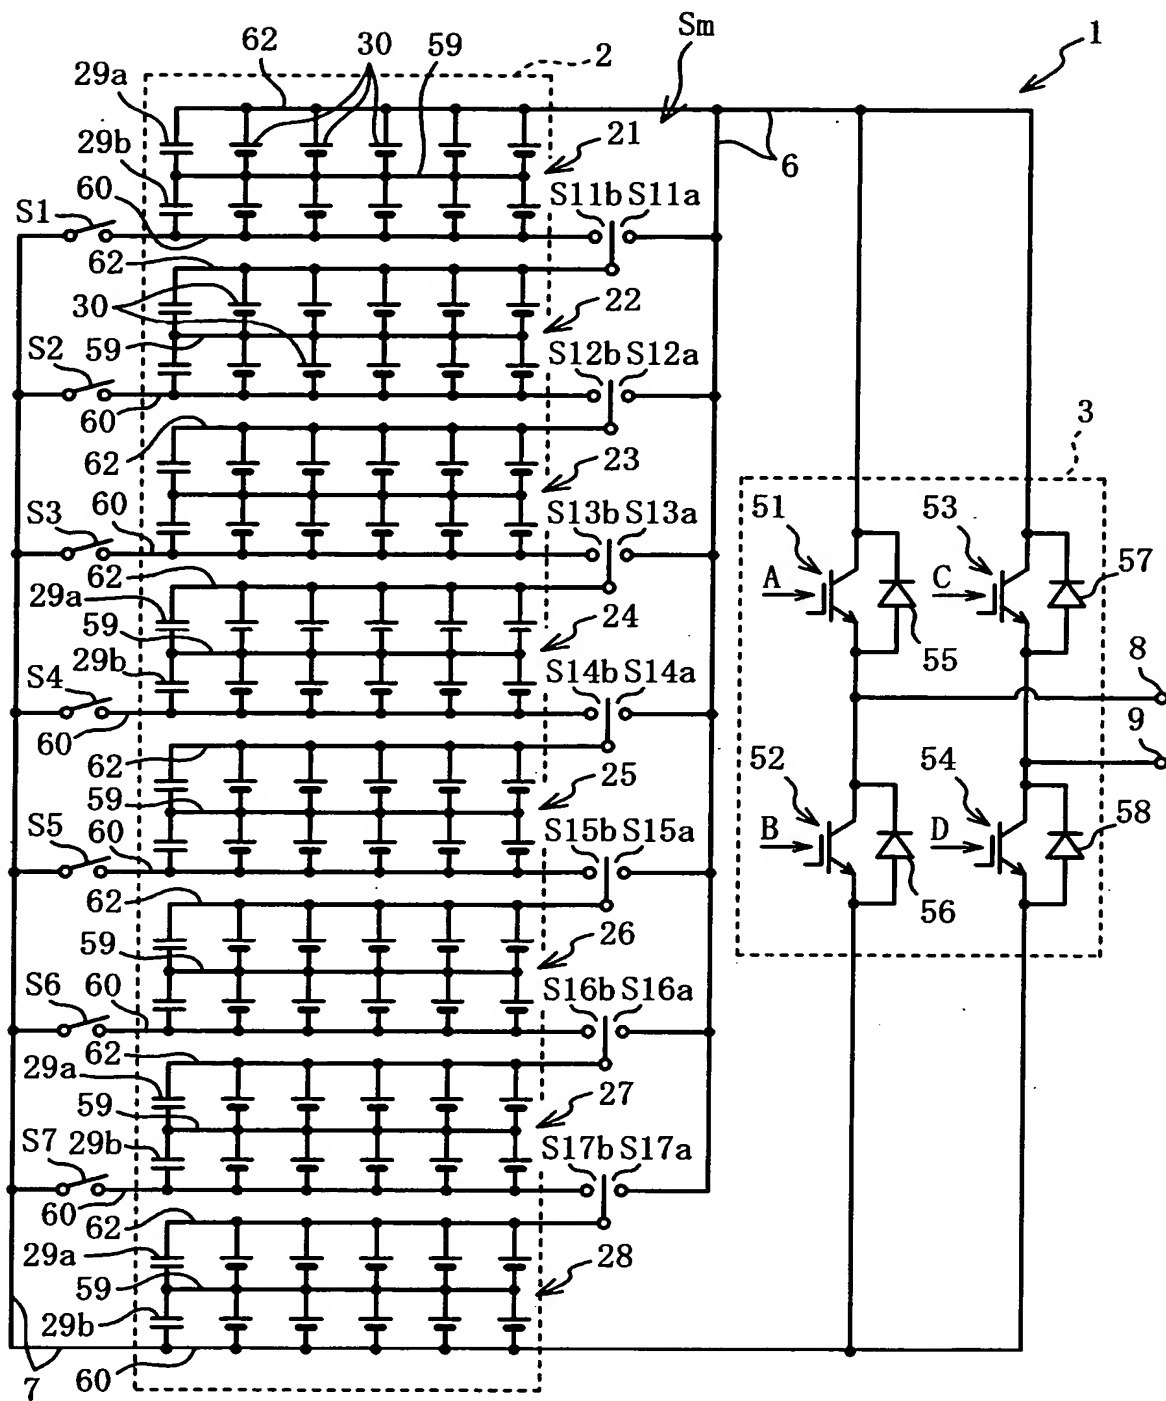 Sm
62 30 59 2 1
29a
29b 21 6
60 S11b S11a
S1
62
30 22
59
S2 S12b S12a
60
62 3
23
S3 60 S13b S13a 51 53
62 A C 57
29a
59 24
29b 55
S4 S14b S14a 8
60
9
62 52 54
59 25
S5 60 S15b S15a B D 58
62 56
59 26
S6 60 S16b S16a
62
29a
59 27
S7 29b S17b S17a
60
62
29a 28
59
29b
7 60